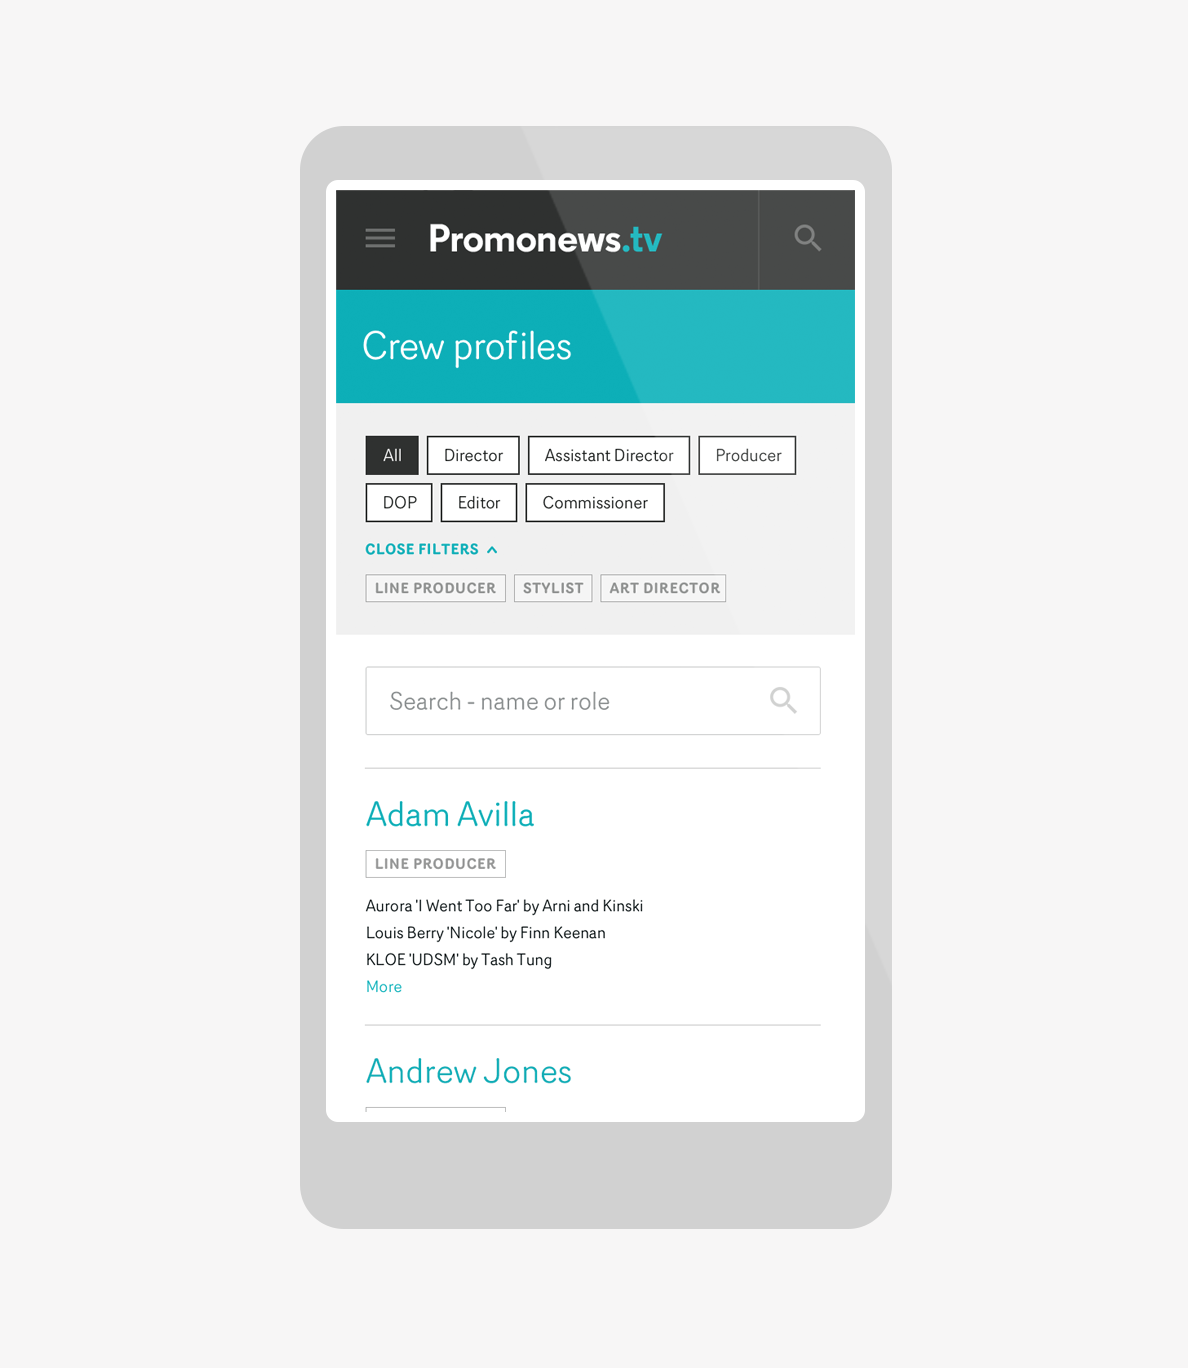 Promonews.tv
Crew profiles
All Director Assistant Director Producer
DOP Editor Commissioner
CLOSE FILTERS
LINE PRODUCER STYLIST ART DIRECTOR
Search - name or role
Adam Avilla
LINE PRODUCER
Aurora 'I Went Too Far' by Arni and Kinski
Louis Berry 'Nicole' by Finn Keenan
KLOE 'UDSM' by Tash Tung
More
Andrew Jones